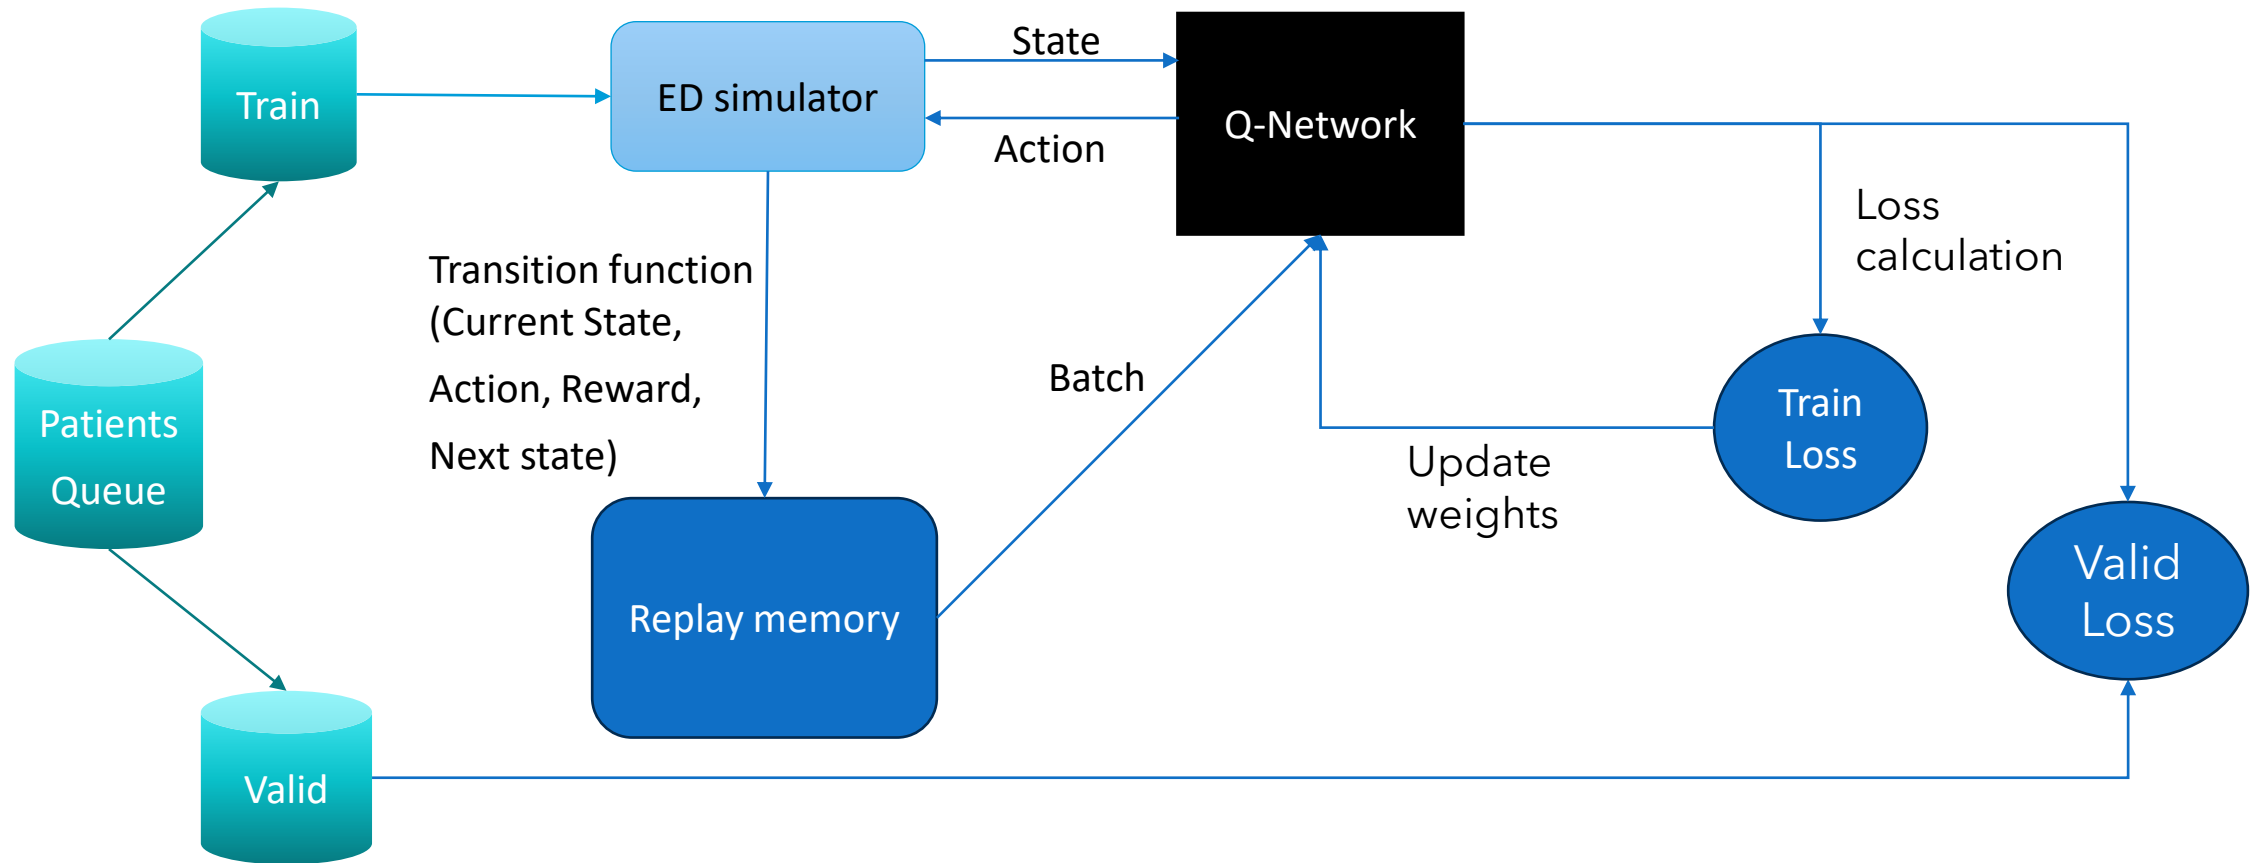 Train
ED simulator
State
Action
Q-Network
Loss
calculation
Transition function
(Current State,
Action, Reward,
Next state)
Patients
Queue
Batch
Update
weights
Train
Loss
Valid
Loss
Replay memory
Valid